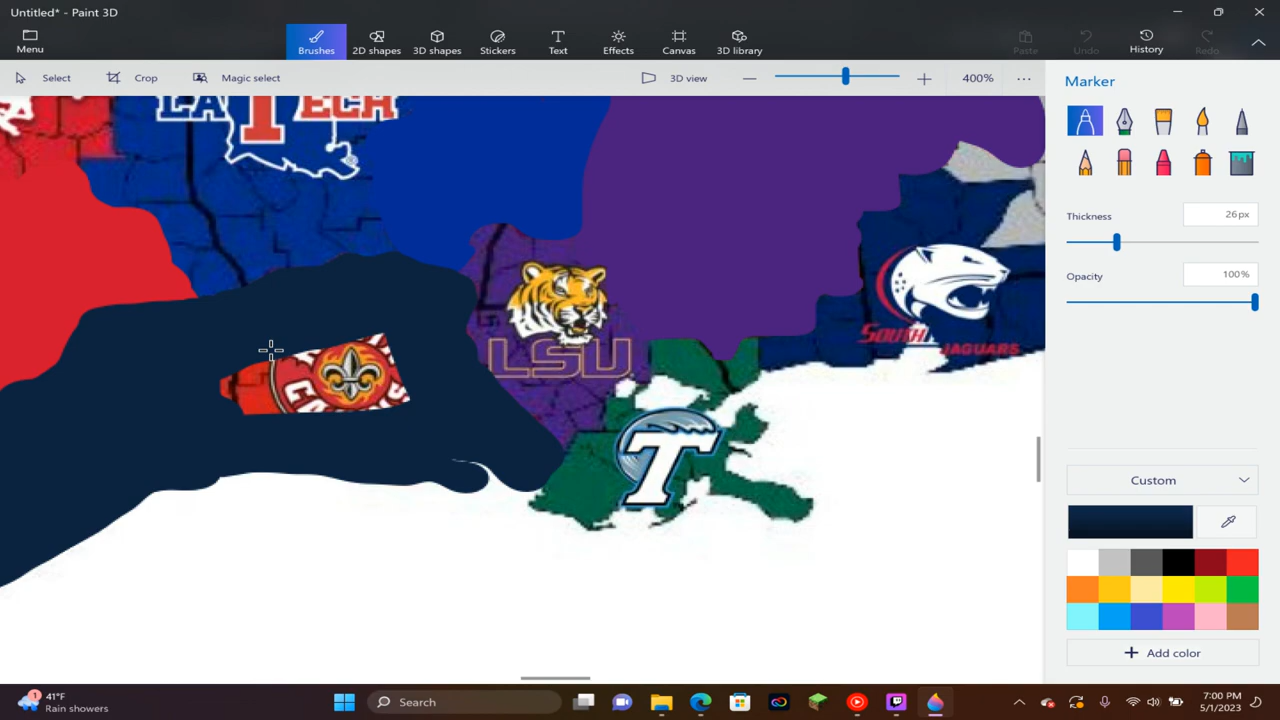 Untitled* - Paint 3D
Menu
Brushes
2D shapes
3D shapes
Stickers
Text
Effects
Canvas
3D library
Paste
Undo
History
Redo
Select
Crop
Magic select
3D view
400%
Marker
Thickness
26px
Opacity
100%
LA TECH
LSU
SOUTH
JAGUARS
T
Custom
Add color
1
41°F
Rain showers
Search
7:00 PM
5/1/2023